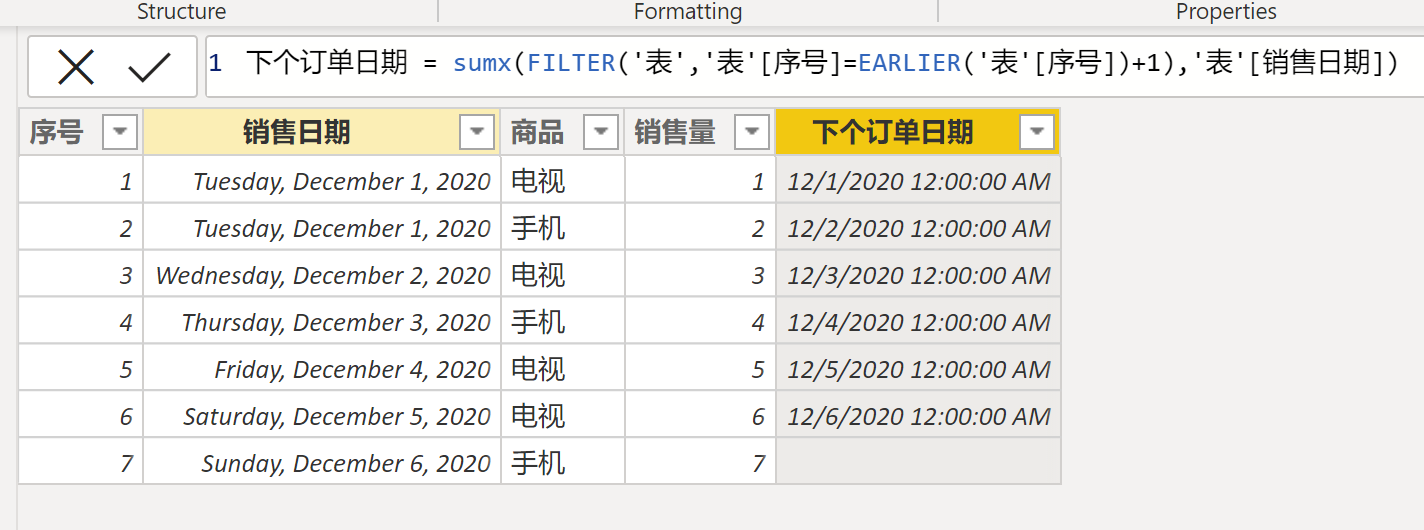 Structure Formatting Properties
1 下个订单日期 = sumx(FILTER('表','表'[序号]=EARLIER('表'[序号])+1),'表'[销售日期])
序号 销售日期 商品 销售量 下个订单日期
1 Tuesday, December 1, 2020 电视 1 12/1/2020 12:00:00 AM
2 Tuesday, December 1, 2020 手机 2 12/2/2020 12:00:00 AM
3 Wednesday, December 2, 2020 电视 3 12/3/2020 12:00:00 AM
4 Thursday, December 3, 2020 手机 4 12/4/2020 12:00:00 AM
5 Friday, December 4, 2020 电视 5 12/5/2020 12:00:00 AM
6 Saturday, December 5, 2020 电视 6 12/6/2020 12:00:00 AM
7 Sunday, December 6, 2020 手机 7